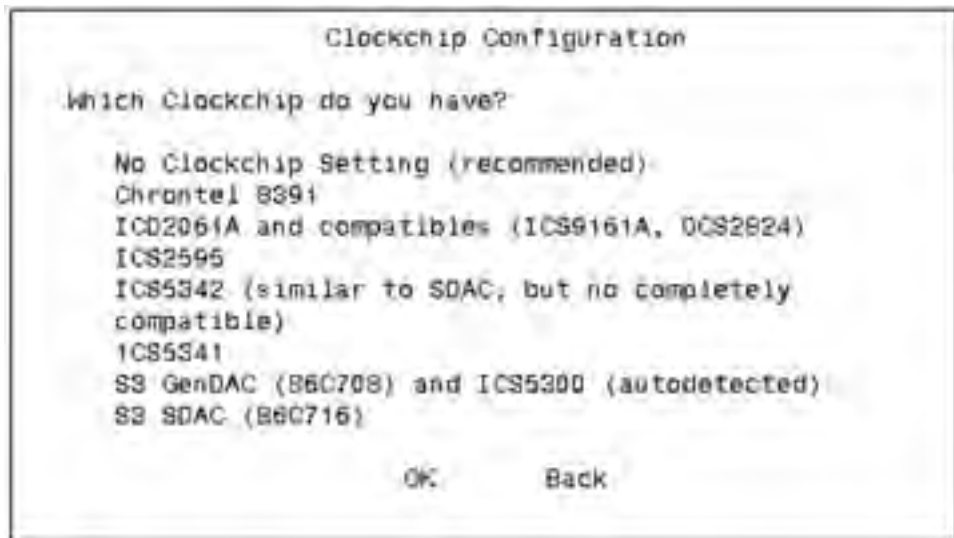 Clockchip Configuration
Which Clockchip do you have?
No Clockchip Setting (recommended)
Chrontel 8391
ICD2061A and compatibles (ICS9161A, DCS2824)
ICS2595
ICS5342 (similar to SDAC, but no completely
compatible)
1CS5341
S3 GenDAC (86C708) and ICS5300 (autodetected)
S3 SDAC (86C716)
OK Back